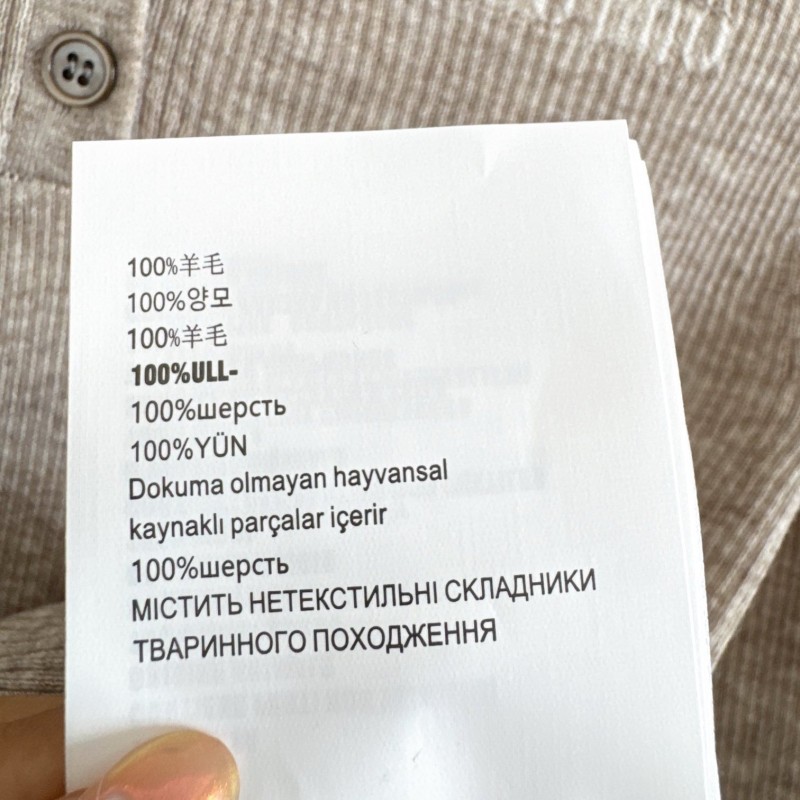 100%羊毛
100%양모
100%羊毛
100%ULL-
100%шерсть
100%YÜN
Dokuma olmayan hayvansal
kaynaklı parçalar içerir
100%шерсть
МІСТИТЬ НЕТЕКСТИЛЬНІ СКЛАДНИКИ
ТВАРИННОГО ПОХОДЖЕННЯ